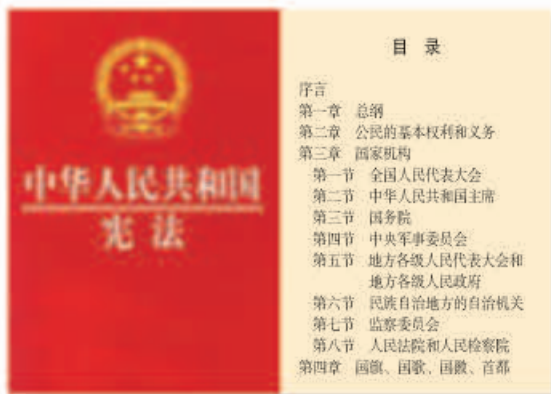 中华人民共和国
宪法
目 录
序言
第一章 总纲
第二章 公民的基本权利和义务
第三章 国家机构
第一节 全国人民代表大会
第二节 中华人民共和国主席
第三节 国务院
第四节 中央军事委员会
第五节 地方各级人民代表大会和
地方各级人民政府
第六节 民族自治地方的自治机关
第七节 监察委员会
第八节 人民法院和人民检察院
第四章 国旗、国歌、国徽、首都